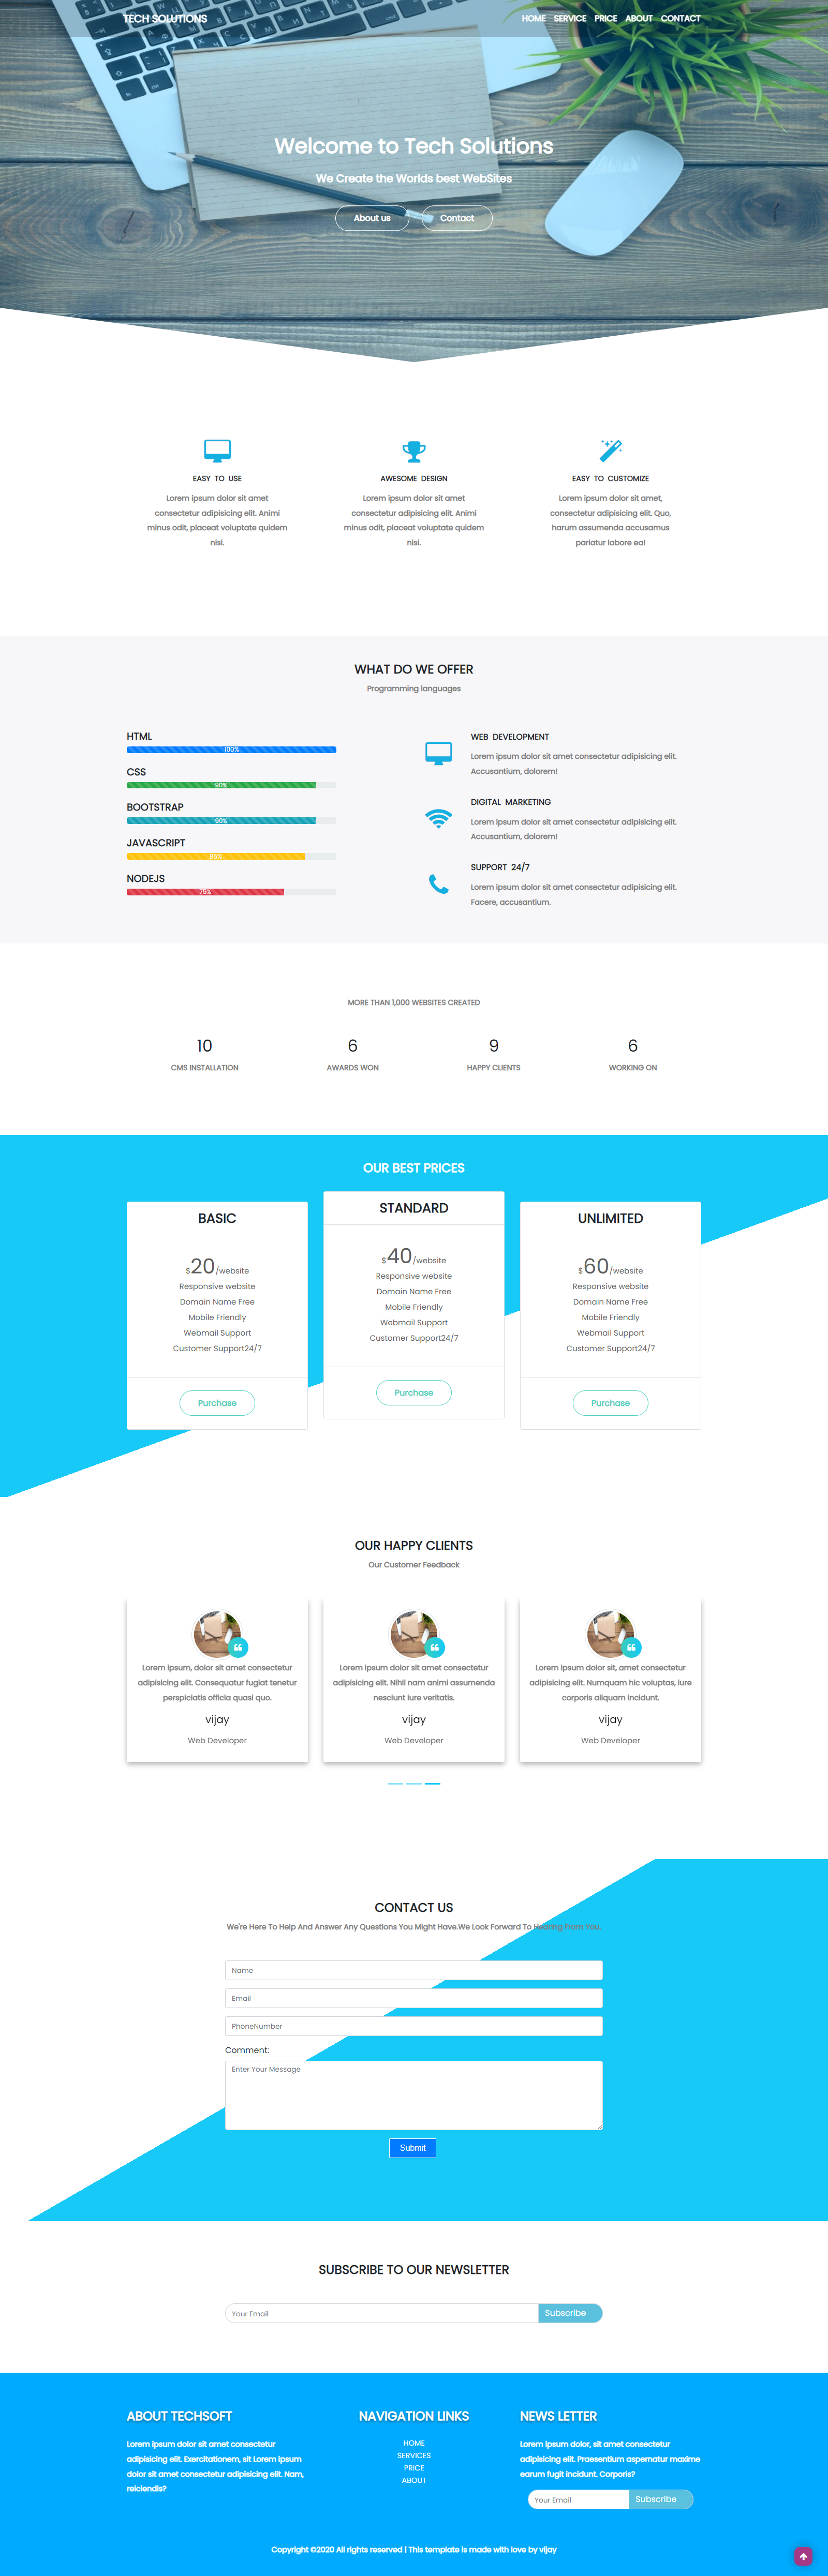 TECH SOLUTIONS
HOME SERVICE PRICE ABOUT CONTACT
Welcome to Tech Solutions
We Create the Worlds best WebSites
About us Contact
EASY TO USE
Lorem ipsum dolor sit amet
consectetur adipisicing elit. Animi
minus odit, placeat voluptate quidem
nisi.
AWESOME DESIGN
Lorem ipsum dolor sit amet
consectetur adipisicing elit. Animi
minus odit, placeat voluptate quidem
nisi.
EASY TO CUSTOMIZE
Lorem ipsum dolor sit amet,
consectetur adipisicing elit. Quo,
harum assumenda accusamus
pariatur labore ea!
WHAT DO WE OFFER
Programming languages
HTML
100%
CSS
90%
BOOTSTRAP
90%
JAVASCRIPT
85%
NODEJS
75%
WEB DEVELOPMENT
Lorem ipsum dolor sit amet consectetur adipisicing elit.
Accusantium, dolorem!
DIGITAL MARKETING
Lorem ipsum dolor sit amet consectetur adipisicing elit.
Accusantium, dolorem!
SUPPORT 24/7
Lorem ipsum dolor sit amet consectetur adipisicing elit.
Facere, accusantium.
MORE THAN 1,000 WEBSITES CREATED
10
CMS INSTALLATION
6
AWARDS WON
9
HAPPY CLIENTS
6
WORKING ON
OUR BEST PRICES
BASIC
$20/website
Responsive website
Domain Name Free
Mobile Friendly
Webmail Support
Customer Support24/7
Purchase
STANDARD
$40/website
Responsive website
Domain Name Free
Mobile Friendly
Webmail Support
Customer Support24/7
Purchase
UNLIMITED
$60/website
Responsive website
Domain Name Free
Mobile Friendly
Webmail Support
Customer Support24/7
Purchase
OUR HAPPY CLIENTS
Our Customer Feedback
Lorem ipsum, dolor sit amet consectetur
adipisicing elit. Consequatur fugiat tenetur
perspiciatis officia quasi quo.
vijay
Web Developer
Lorem ipsum dolor sit amet consectetur
adipisicing elit. Nihil nam animi assumenda
nesciunt iure veritatis.
vijay
Web Developer
Lorem ipsum dolor sit, amet consectetur
adipisicing elit. Numquam hic voluptas, iure
corporis aliquam incidunt.
vijay
Web Developer
CONTACT US
We're Here To Help And Answer Any Questions You Might Have.We Look Forward To Hearing From You.
Name
Email
PhoneNumber
Comment:
Enter Your Message
Submit
SUBSCRIBE TO OUR NEWSLETTER
Your Email Subscribe
ABOUT TECHSOFT
Lorem ipsum dolor sit amet consectetur
adipisicing elit. Exercitationem, sit Lorem ipsum
dolor sit amet consectetur adipisicing elit. Nam,
reiciendis?
NAVIGATION LINKS
HOME
SERVICES
PRICE
ABOUT
NEWS LETTER
Lorem ipsum dolor, sit amet consectetur
adipisicing elit. Praesentium aspernatur maxime
earum fugit incidunt. Corporis?
Your Email Subscribe
Copyright ©2020 All rights reserved | This template is made with love by vijay